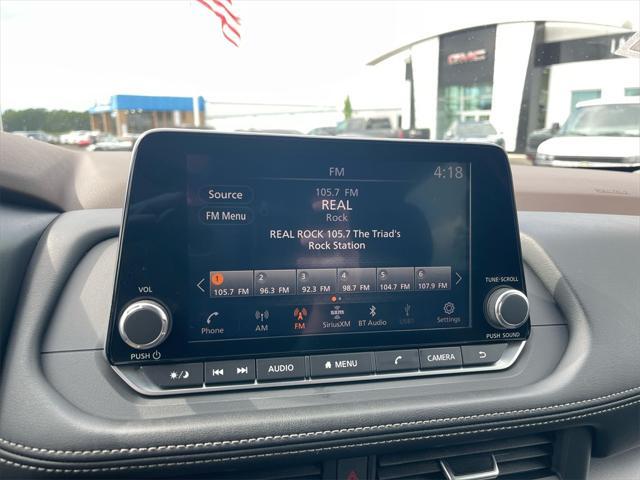 GMC
FM
4:18
Source
FM Menu
105.7 FM
REAL
Rock
REAL ROCK 105.7 The Triad's
Rock Station
1 2 3 4 5 6
105.7 FM 96.3 FM 92.3 FM 98.7 FM 104.7 FM 107.9 FM
VOL
TUNE·SCROLL
Phone AM FM SiriusXM BT Audio USB Settings
PUSH
PUSH SOUND
AUDIO MENU CAMERA